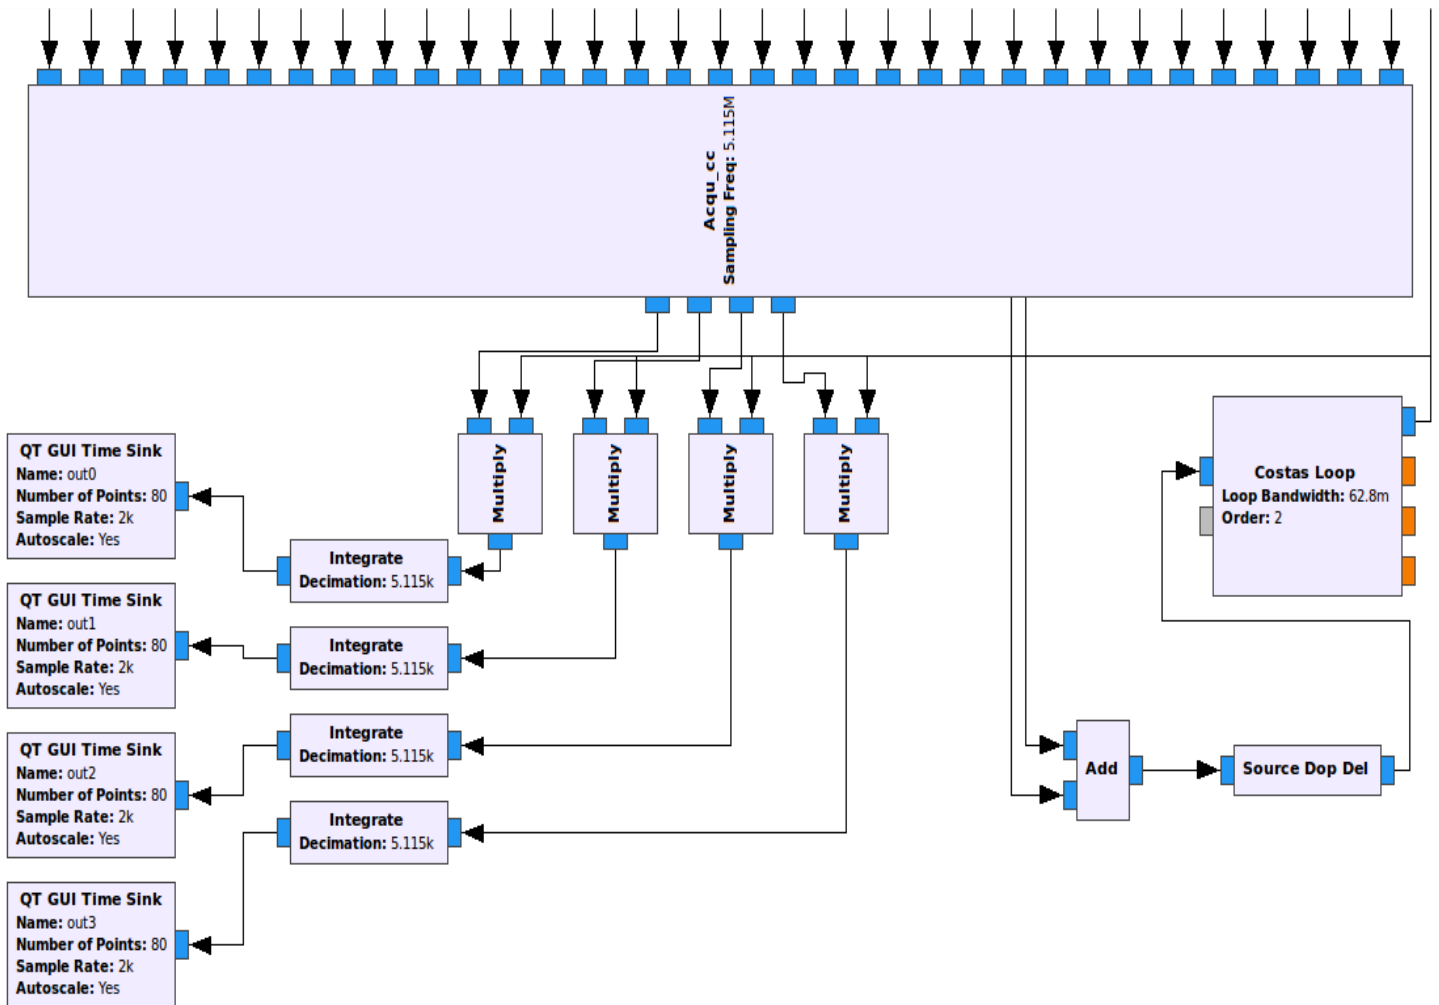 Acqu_cc
Sampling Freq: 5.115M
Multiply
Multiply
Multiply
Multiply
QT GUI Time Sink
Name: out0
Number of Points: 80
Sample Rate: 2k
Autoscale: Yes
Integrate
Decimation: 5.115k
QT GUI Time Sink
Name: out1
Number of Points: 80
Sample Rate: 2k
Autoscale: Yes
Integrate
Decimation: 5.115k
QT GUI Time Sink
Name: out2
Number of Points: 80
Sample Rate: 2k
Autoscale: Yes
Integrate
Decimation: 5.115k
Integrate
Decimation: 5.115k
QT GUI Time Sink
Name: out3
Number of Points: 80
Sample Rate: 2k
Autoscale: Yes
Costas Loop
Loop Bandwidth: 62.8m
Order: 2
Add
Source Dop Del